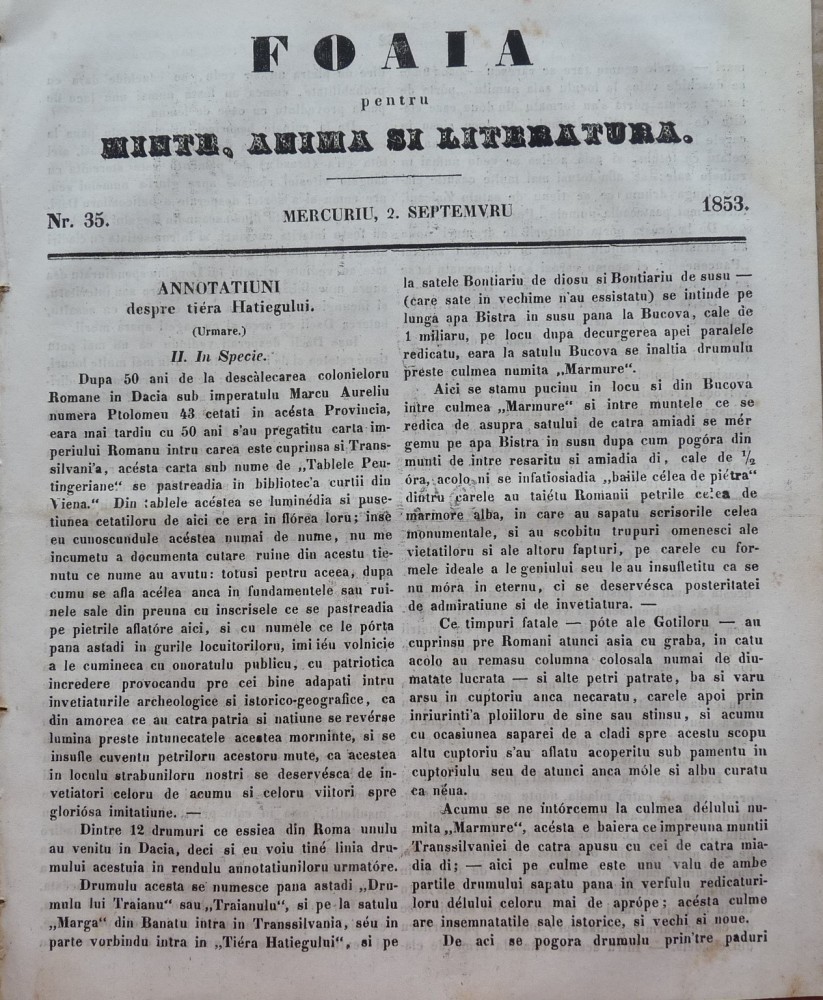 FOAIA
pentru
MINTE, ANIMA SI LITERATURA.
Nr. 35.
MERCURIU, 2. SEPTEMVRU
1853.
ANNOTATIUNI
despre tiéra Hatiegului.
(Urmare.)
II. In Specie.
Dupa 50 ani de la descàlecarea colonieloru
Romane in Dacia sub imperatulu Marcu Aureliu
numera Ptolomeu 43 cetati in acésta Provincia,
eara mai tardiu cu 50 ani s'au pregatitu carta im-
periului Romanu intru carea este cuprinsa si Trans-
silvani'a, acésta carta sub nume de „Tablele Peu-
tingeriane“ se pastreadia in bibliotec'a curtii din
Viena.“ Din tablele acéstea se luminédia si puse-
tiunea cetatiloru de aici ce era in flórea loru; inse
eu cunoscundule acéstea numai de nume, nu me
incumetu a documenta cutare ruine din acestu tie-
nutu ce nume au avutu: totusi pentru aceea, dupa
cumu se afla acélea anca in fundamentele sau rui-
nele sale din preuna cu inscrisele ce se pastreadia
pe pietrile aflatóre aici, si cu numele ce le pórta
pana astadi in gurile locuitoriloru, imi iéu volnicie
a le cumineca cu onoratulu publicu, cu patriotica
incredere provocandu pre cei bine adapati intru
invetiaturile archeologice si istorico-geografice, ca
din amorea ce au catra patria si natiune se revérse
lumina preste intunecatele acestea morminte, si se
insufle cuventu petriloru acestoru mute, ca acestea
in loculu strabuniloru nostri se deservésca de in-
vetiatori celoru de acumu si celoru viitori spre
gloriósa imitatiune. —
Dintre 12 drumuri ce essiea din Roma unulu
au venitu in Dacia, deci si eu voiu tiné linia dru-
mului acestuia in rendulu annotatiuniloru urmatóre.
Drumulu acesta se numesce pana astadi „Dru-
mulu lui Traianu“ sau „Traianulu“, si pe la satulu
„Marga“ din Banatu intra in Transsilvania, séu in
parte vorbindu intra in „Tiéra Hatiegului“, si pe
la satele Bontiariu de diosu si Bontiariu de susu —
(care sate in vechime n'au essistatu) se intinde pe
lunga apa Bistra in susu pana la Bucova, cale de
1 miliaru, pe locu dupa decurgerea apei paralele
redicatu, eara la satulu Bucova se inaltia drumulu
preste culmea numita „Marmure“.
Aici se stamu pucinu in locu si din Bucova
intre culmea „Marmure“ si intre muntele ce se
redica de asupra satului de catra amiadi se mér
gemu pe apa Bistra in susu dupa cum pogóra din
munti de intre resaritu si amiadia di, cale de ½
óra, acolo ni se infatiosiadia „baiile célea de piétra“
dintru carele au taiétu Romanii petrile celea de
marmore alba, in care au sapatu scrisorile celea
monumentale, si au scobitu trupuri omenesci ale
vietatiloru si ale altoru fapturi, pe carele cu for-
mele ideale a le geniului seu le au insufletitu ca se
nu móra in eternu, ci se deservésca posteritatei
de admiratiune si de invetiatura. —
Ce timpuri fatale — póte ale Gotiloru — au
cuprinsu pre Romani atunci asia cu graba, in catu
acolo au remasu columna colosala numai de diu-
matate lucrata — si alte petri patrate, ba si varu
arsu in cuptoriu anca necaratu, carele apoi prin
inriurinti'a ploiiloru de sine sau stinsu, si acumu
cu ocasiunea saparei de a cladi spre acestu scopu
altu cuptoriu s'au aflatu acoperitu sub pamentu in
cuptoriulu seu de atunci anca móle si albu curatu
ca néua.
Acumu se ne intórcemu la culmea délului nu-
mita „Marmure“, acésta e baiera ce impreuna muntii
Transsilvaniei de catra apusu cu cei de catra mia-
dia di; — aici pe culme este unu valu de ambe
partile drumului sapatu pana in verfulu redicaturi-
loru délului celoru mai de aprópe; acésta culme
are insemnatatile sale istorice, si vechi si noue.
De aci se pogora drumulu prin'tre paduri